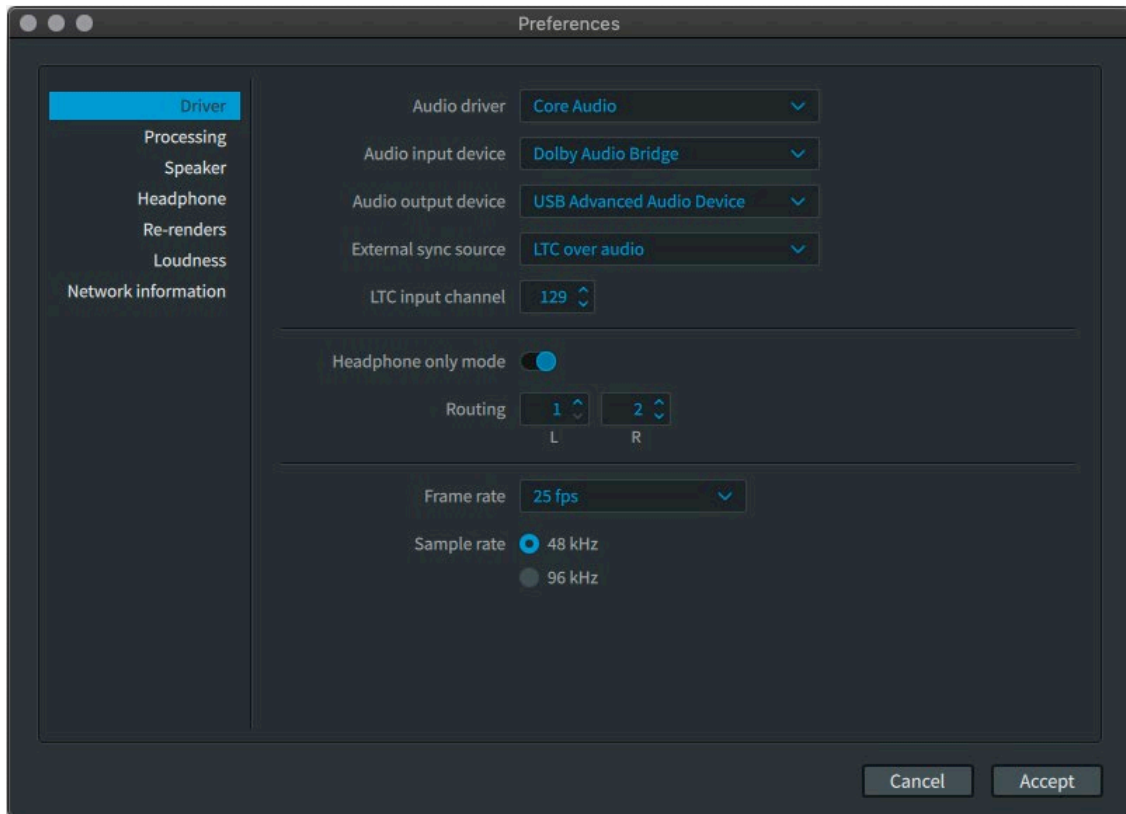 Preferences
Driver
Processing
Speaker
Headphone
Re-renders
Loudness
Network information
Audio driver Core Audio
Audio input device Dolby Audio Bridge
Audio output device USB Advanced Audio Device
External sync source LTC over audio
LTC input channel 129
Headphone only mode
Routing 1 2
L R
Frame rate 25 fps
Sample rate 48 kHz
96 kHz
Cancel Accept